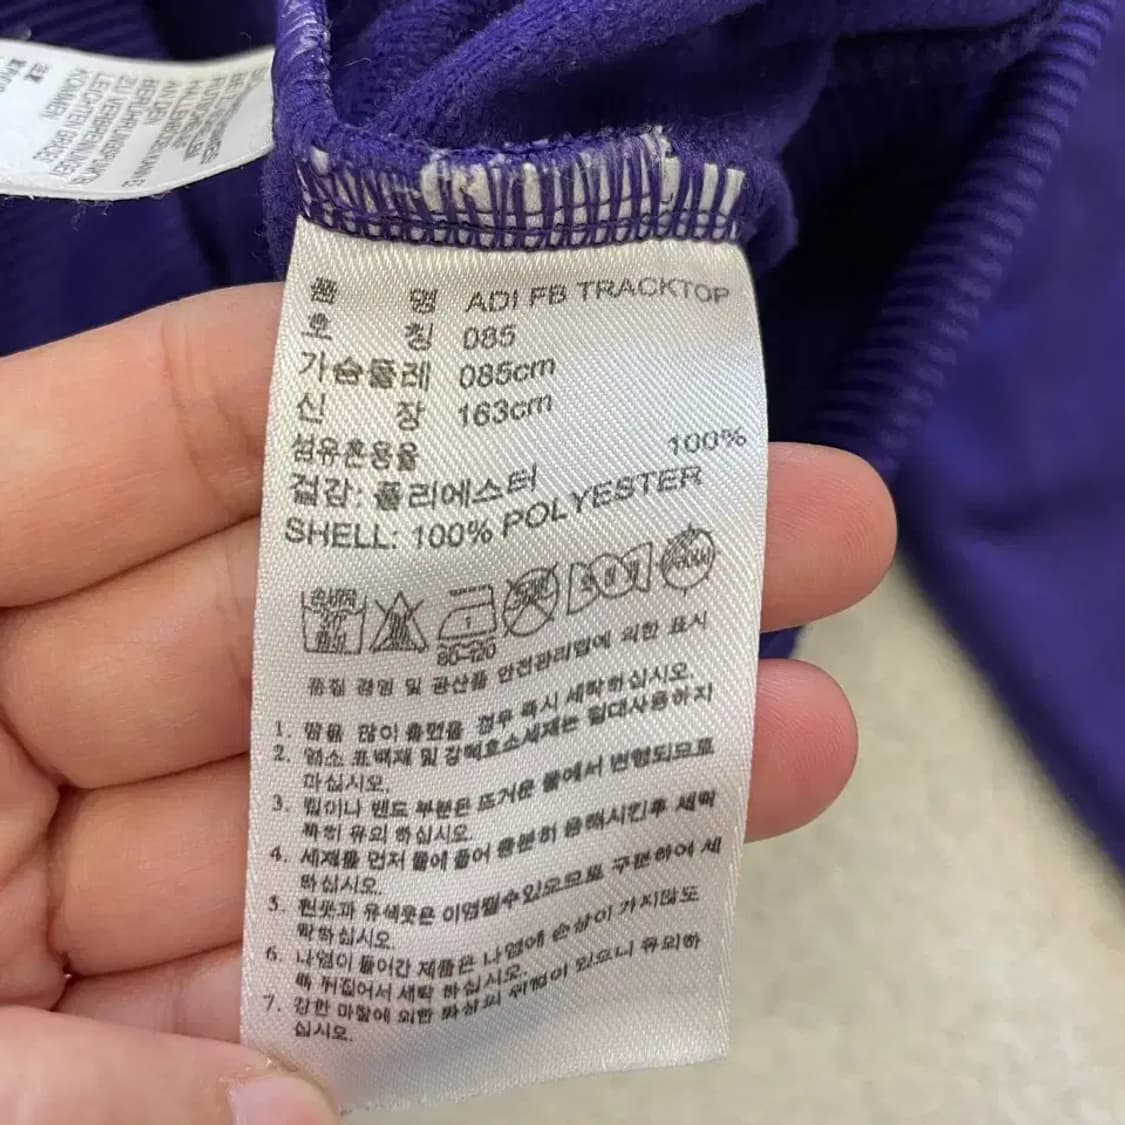 품 명 ADI FB TRACKTOP
호 칭 085
가슴둘레 085cm
신 장 163cm
섬유혼용율 100%
겉감: 폴리에스터
SHELL: 100% POLYESTER
80~120
품질 경영 및 공산품 안전관리법에 의한 표시
1. 땀을 많이 흘렸을 경우 즉시 세탁하십시오.
2. 염소 표백제 및 강력효소세제는 절대사용하지
마십시오.
3. 립이나 밴드 부분은 뜨거운 물에서 변형되므로
특히 유의 하십시오.
4. 세제를 먼저 물에 풀어 충분히 용해시킨후 세탁
하십시오.
5. 흰옷과 유색옷은 이염될수있으므로 구분하여 세
탁하십시오.
6. 나염이 들어간 제품은 나염에 손상이 가지않도
록 뒤집어서 세탁 하십시오.
7. 강한 마찰에 의한 화상의 위험이 있으니 유의하
십시오.